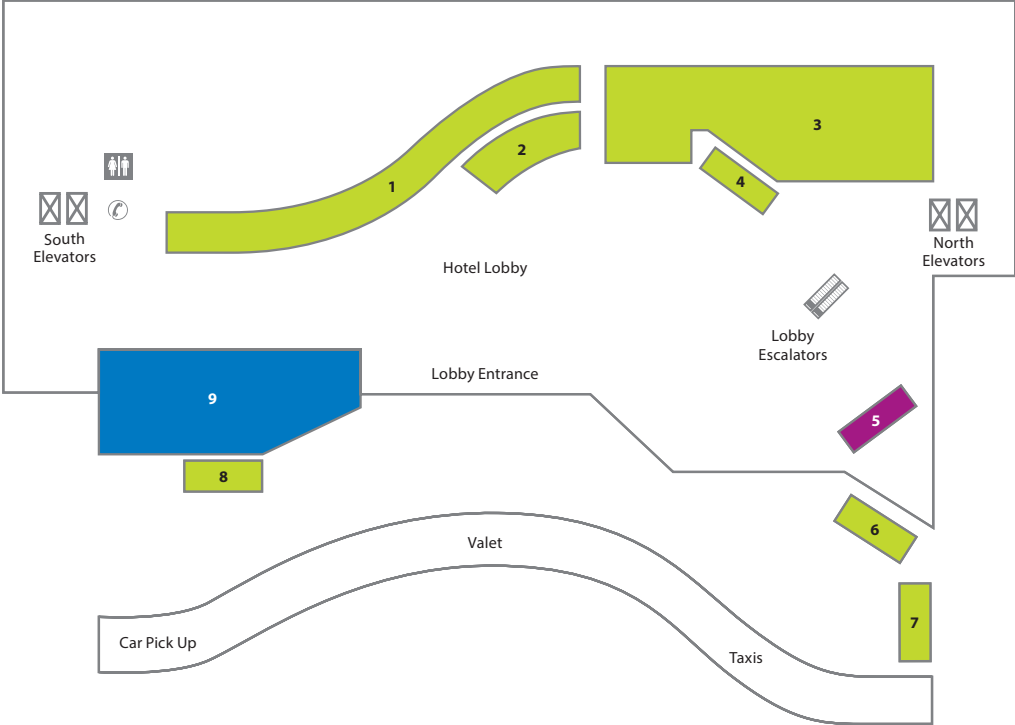 3
2
4
1
South
Elevators
North
Elevators
Hotel Lobby
Lobby
Escalators
Lobby Entrance
9
5
8
6
Valet
7
Car Pick Up
Taxis